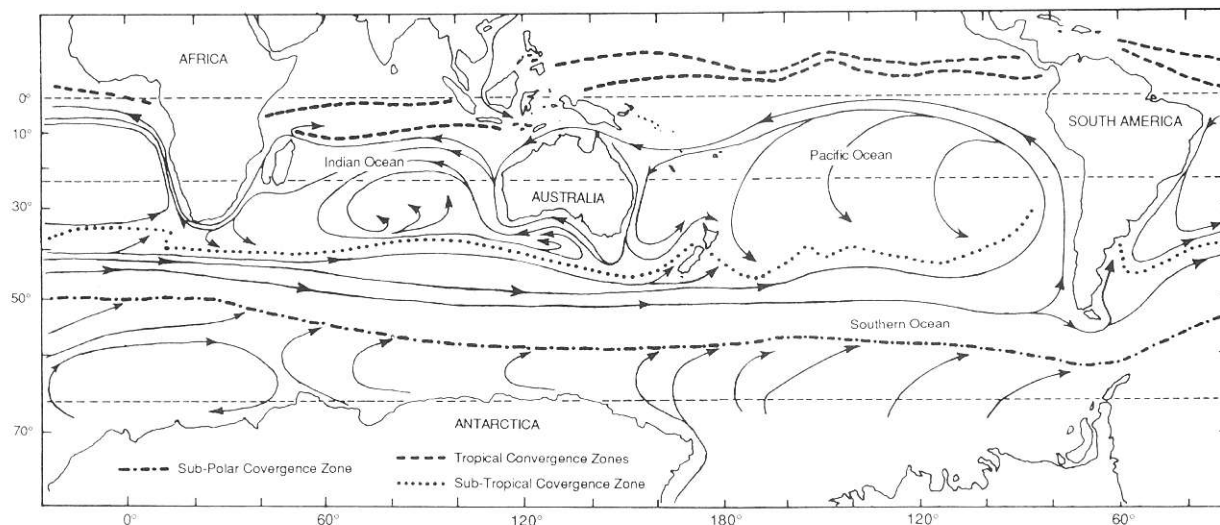 AFRICA
SOUTH AMERICA
0°
10°
Indian Ocean
Pacific Ocean
AUSTRALIA
30°
50°
Southern Ocean
70°
ANTARCTICA
Sub-Polar Covergence Zone
Tropical Convergence Zones
Sub-Tropical Covergence Zone
0° 60° 120° 180° 120° 60°